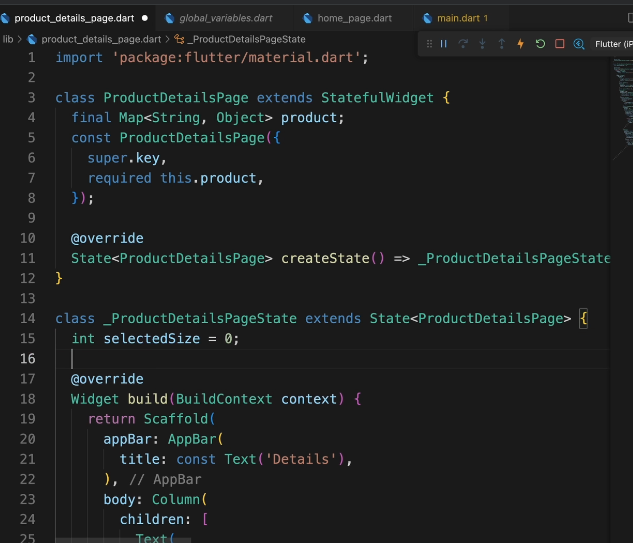 product_details_page.dart
global_variables.dart
home_page.dart
main.dart 1
lib > product_details_page.dart > _ProductDetailsPageState
Flutter (iP
1 import 'package:flutter/material.dart';
2
3 class ProductDetailsPage extends StatefulWidget {
4 final Map<String, Object> product;
5 const ProductDetailsPage({
6 super.key,
7 required this.product,
8 });
9
10 @override
11 State<ProductDetailsPage> createState() => _ProductDetailsPageState
12 }
13
14 class _ProductDetailsPageState extends State<ProductDetailsPage> {
15 int selectedSize = 0;
16
17 @override
18 Widget build(BuildContext context) {
19 return Scaffold(
20 appBar: AppBar(
21 title: const Text('Details'),
22 ), // AppBar
23 body: Column(
24 children: [
25 Text(